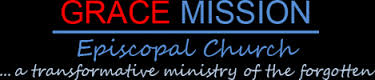 GRACE MISSION
Episcopal Church
... a transformative ministry of the forgotten